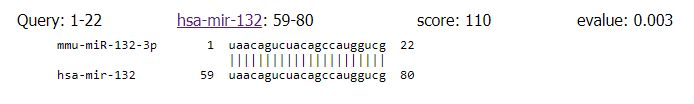 Query: 1-22 hsa-mir-132: 59-80 score: 110 evalue: 0.003
mmu-miR-132-3p 1 uaacagucuacagccauggucg 22
||||||||||||||||||||||
hsa-mir-132 59 uaacagucuacagccauggucg 80